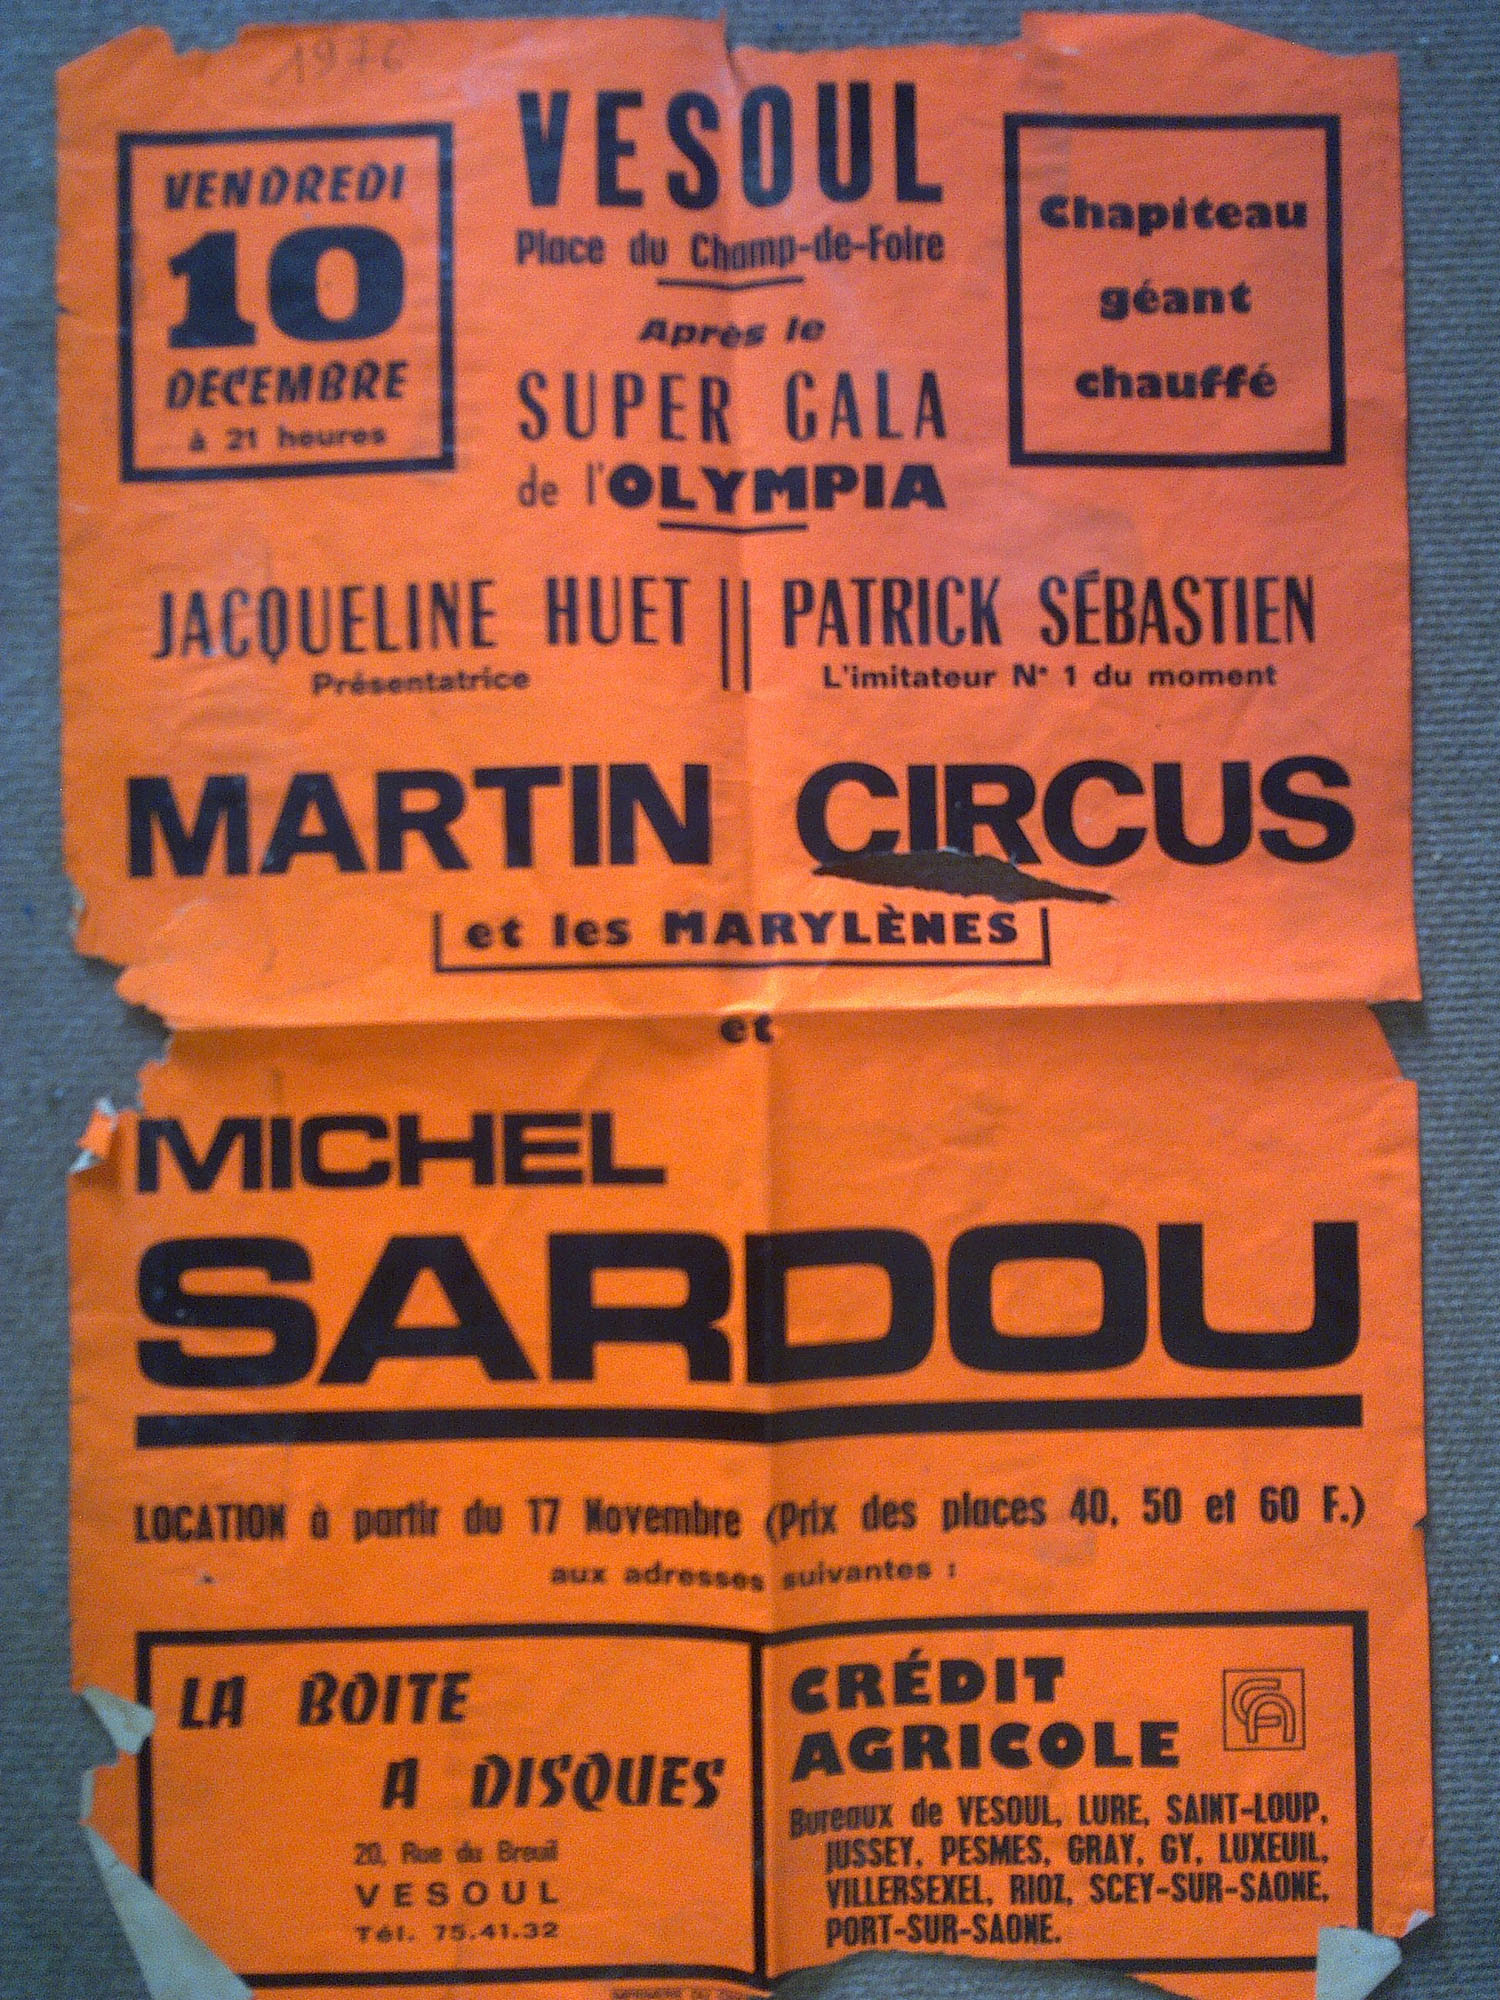 1976
VENDREDI
10
DECEMBRE
à 21 heures
VESOUL
Place du Champ-de-Foire
Après le
SUPER GALA
de l'OLYMPIA
Chapiteau
géant
chauffé
JACQUELINE HUET
Présentatrice
PATRICK SÉBASTIEN
L'imitateur N° 1 du moment
MARTIN CIRCUS
et les MARYLÈNES
et
MICHEL
SARDOU
LOCATION à partir du 17 Novembre (Prix des places 40, 50 et 60 F.)
aux adresses suivantes :
LA BOITE
A DISQUES
20, Rue du Breuil
VESOUL
Tél. 75.41.32
CRÉDIT
AGRICOLE
CA
Bureaux de VESOUL, LURE, SAINT-LOUP,
JUSSEY, PESMES, GRAY, GY, LUXEUIL,
VILLERSEXEL, RIOZ, SCEY-SUR-SAONE,
PORT-SUR-SAONE.